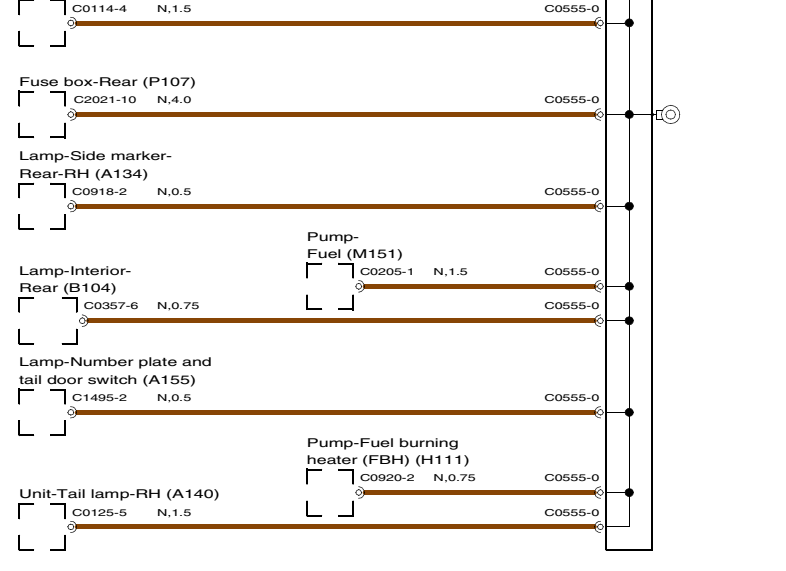 C0114-4 N,1.5 C0555-0
Fuse box-Rear (P107)
C2021-10 N,4.0 C0555-0
Lamp-Side marker-
Rear-RH (A134)
C0918-2 N,0.5 C0555-0
Pump-
Fuel (M151)
C0205-1 N,1.5 C0555-0
Lamp-Interior-
Rear (B104)
C0357-6 N,0.75 C0555-0
Lamp-Number plate and
tail door switch (A155)
C1495-2 N,0.5 C0555-0
Pump-Fuel burning
heater (FBH) (H111)
C0920-2 N,0.75 C0555-0
Unit-Tail lamp-RH (A140)
C0125-5 N,1.5 C0555-0